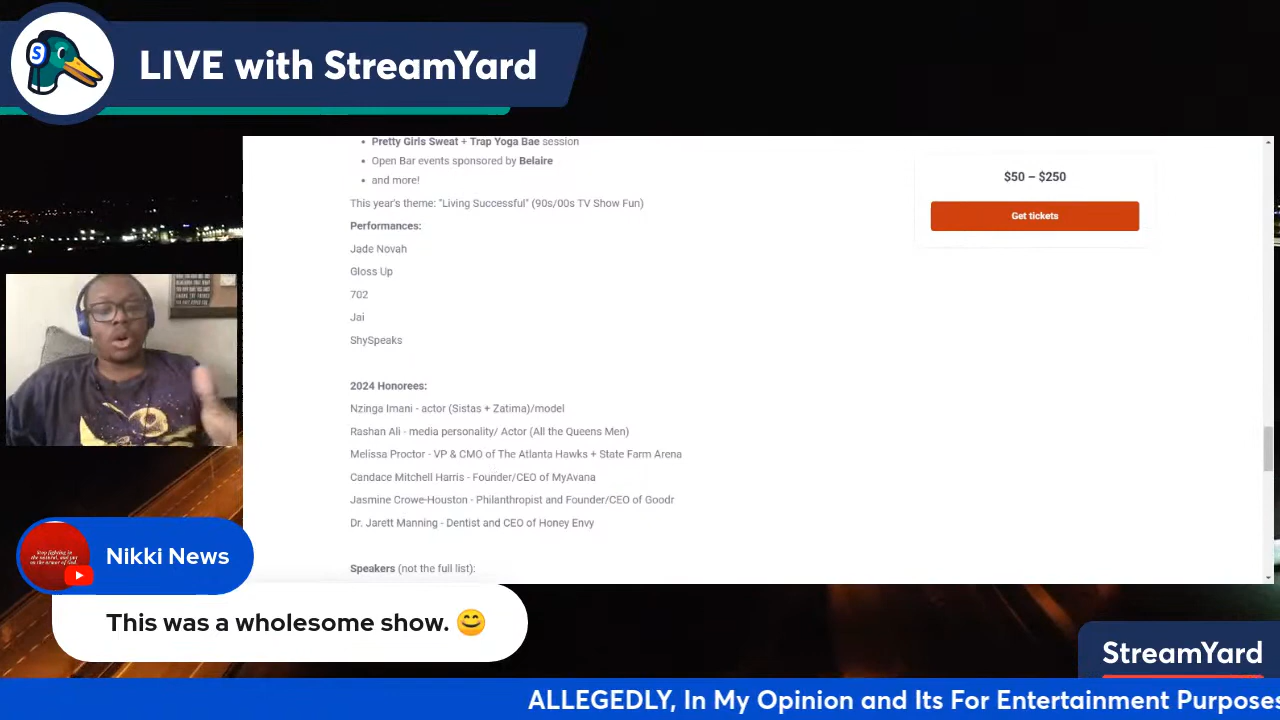 LIVE with StreamYard
• Pretty Girls Sweat + Trap Yoga Bae session
• Open Bar events sponsored by Belaire
• and more!
This year's theme: "Living Successful" (90s/00s TV Show Fun)
Performances:
Jade Novah
Gloss Up
702
Jai
ShySpeaks
2024 Honorees:
Nzinga Imani - actor (Sistas + Zatima)/model
Rashan Ali - media personality/ Actor (All the Queens Men)
Melissa Proctor - VP & CMO of The Atlanta Hawks + State Farm Arena
Candace Mitchell Harris - Founder/CEO of MyAvana
Jasmine Crowe-Houston - Philanthropist and Founder/CEO of Goodr
Dr. Jarett Manning - Dentist and CEO of Honey Envy
Speakers (not the full list):
$50 – $250
Get tickets
Nikki News
This was a wholesome show. 😊
StreamYard
ALLEGEDLY, In My Opinion and Its For Entertainment Purposes